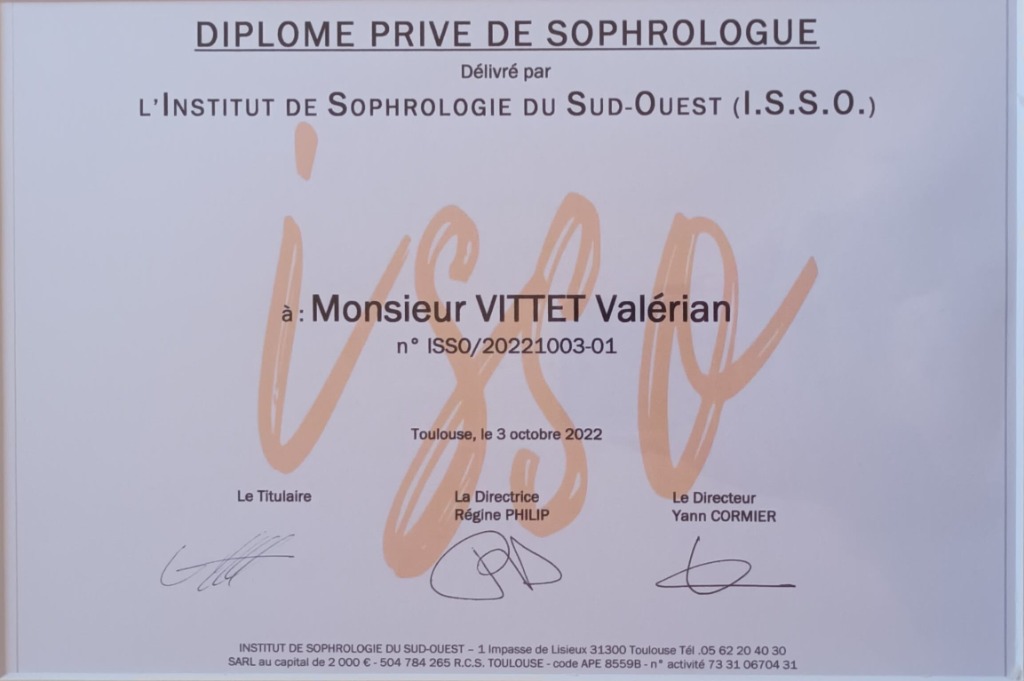 DIPLOME PRIVE DE SOPHROLOGUE
Délivré par
L'INSTITUT DE SOPHROLOGIE DU SUD-OUEST (I.S.S.O.)
isso
à : Monsieur VITTET Valérian
n° ISSO/20221003-01
Toulouse, le 3 octobre 2022
Le Titulaire La Directrice Le Directeur
Régine PHILIP Yann CORMIER
INSTITUT DE SOPHROLOGIE DU SUD-OUEST – 1 Impasse de Lisieux 31300 Toulouse Tél .05 62 20 40 30
SARL au capital de 2 000 € - 504 784 265 R.C.S. TOULOUSE - code APE 8559B - n° activité 73 31 06704 31